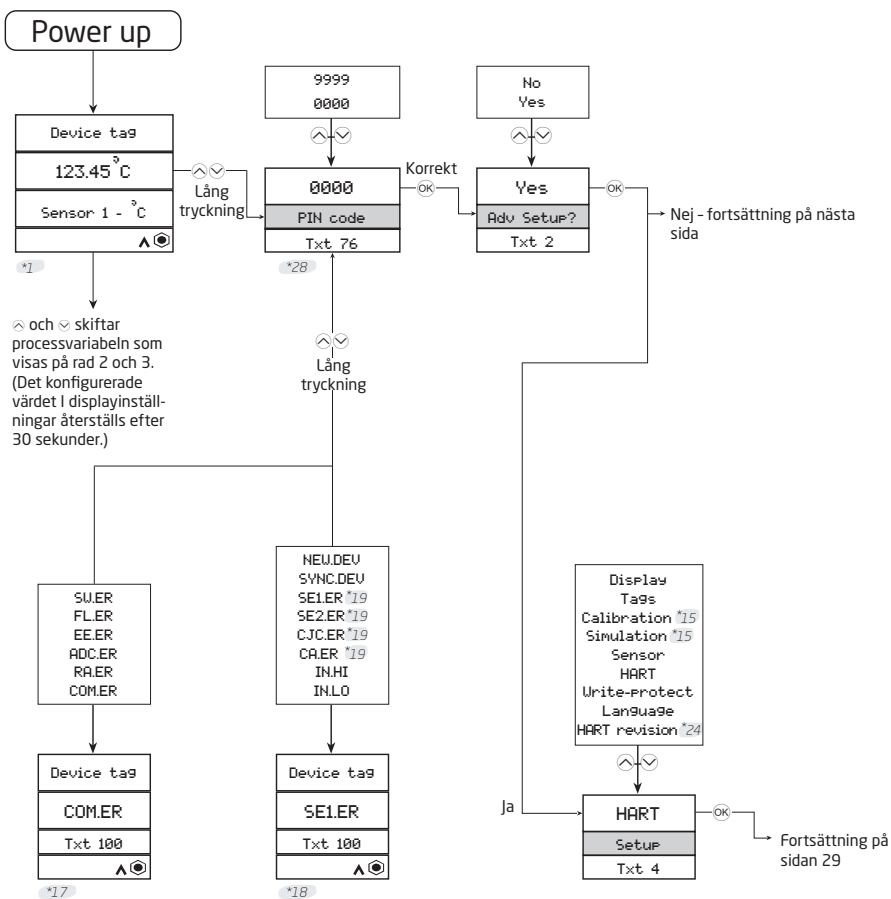 Power up
Device tag
123.45°C
Sensor 1 - °C
*1
och skiftar
processvariabeln som
visas på rad 2 och 3.
(Det konfigurerade
värdet I displayinställ-
ningar återställs efter
30 sekunder.)
Lång
tryckning
9999
0000
0000
PIN code
Txt 76
*28
Korrekt
OK
No
Yes
Yes
Adv Setup?
Txt 2
OK
Nej - fortsättning på nästa
sida
Lång
tryckning
SW.ER
FL.ER
EE.ER
ADC.ER
RA.ER
COM.ER
Device tag
COM.ER
Txt 100
*17
NEW.DEV
SYNC.DEV
SE1.ER *19
SE2.ER *19
CJC.ER *19
CA.ER *19
IN.HI
IN.LO
Device tag
SE1.ER
Txt 100
*18
Display
Tags
Calibration *15
Simulation *15
Sensor
HART
Write-protect
Language
HART revision *24
Ja
HART
Setup
Txt 4
OK
Fortsättning på
sidan 29